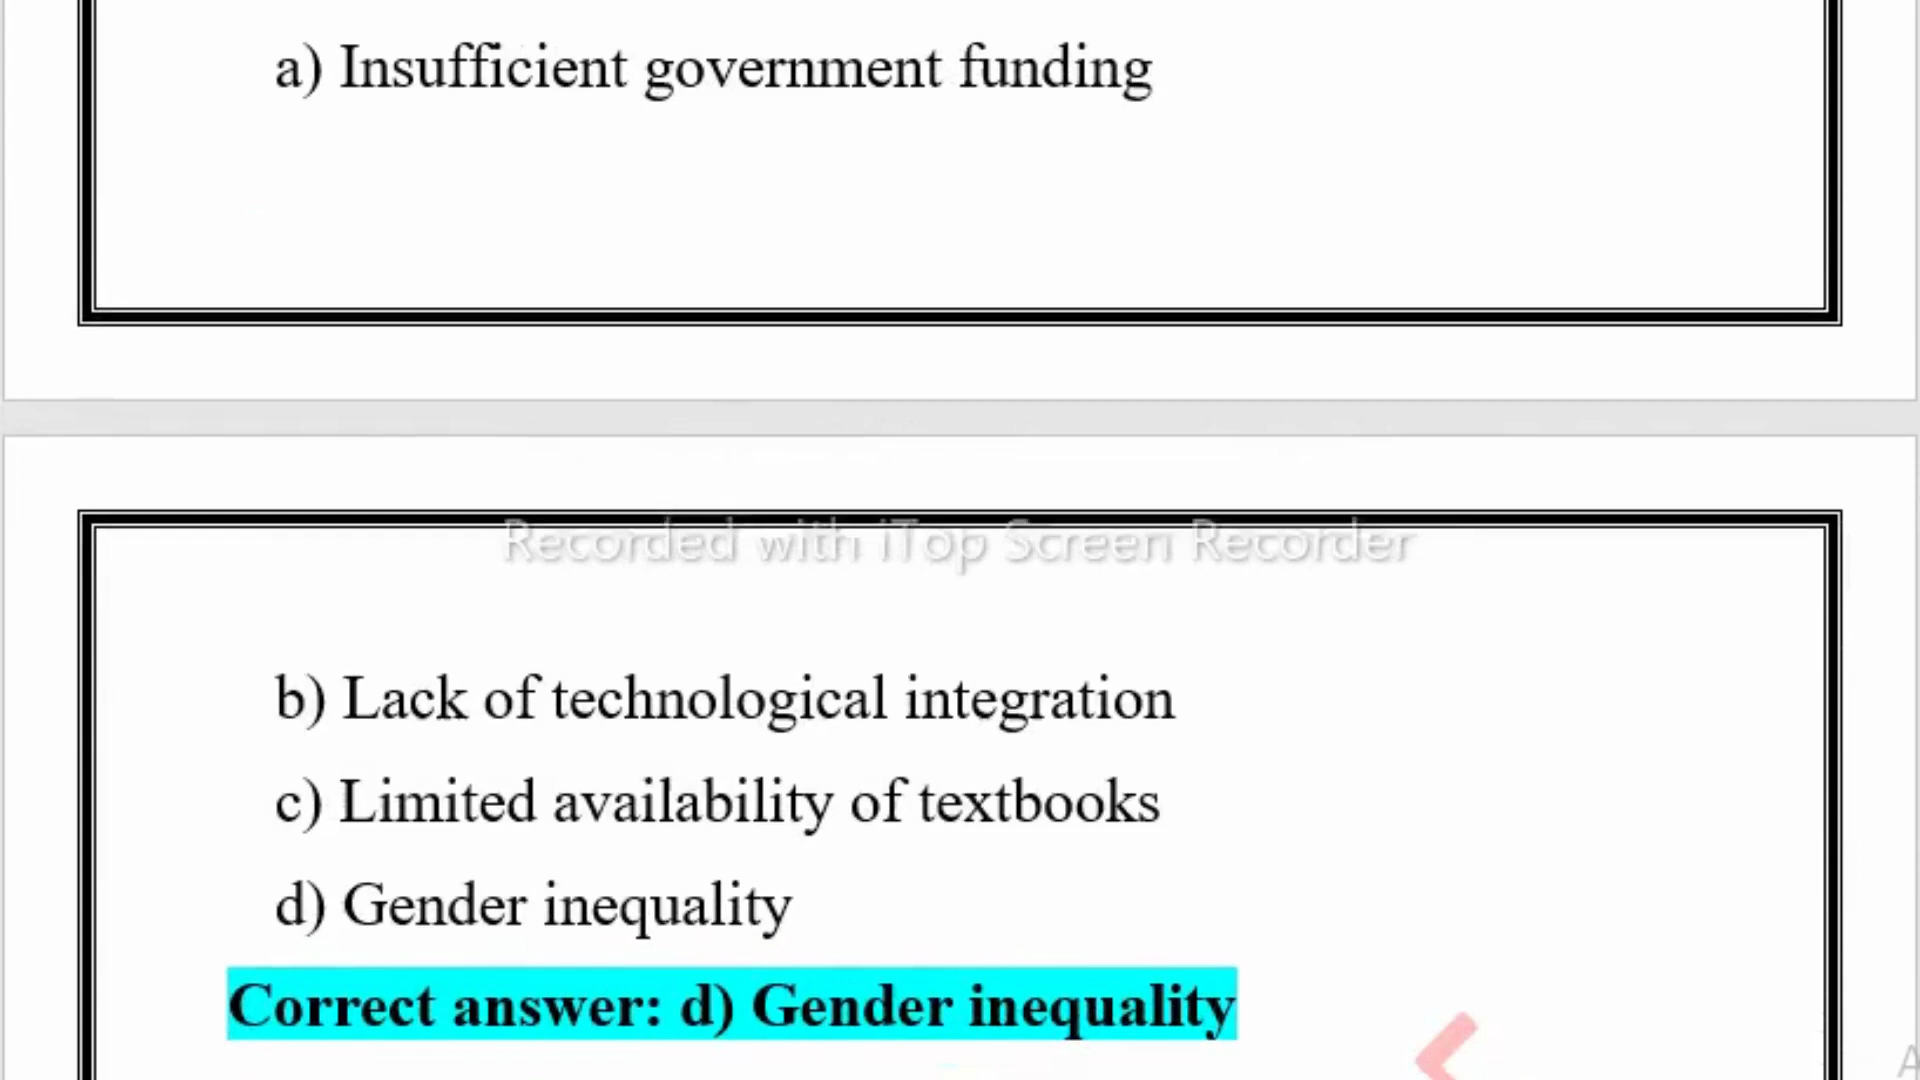 a) Insufficient government funding
Recorded with iTop Screen Recorder
b) Lack of technological integration
c) Limited availability of textbooks
d) Gender inequality
Correct answer: d) Gender inequality